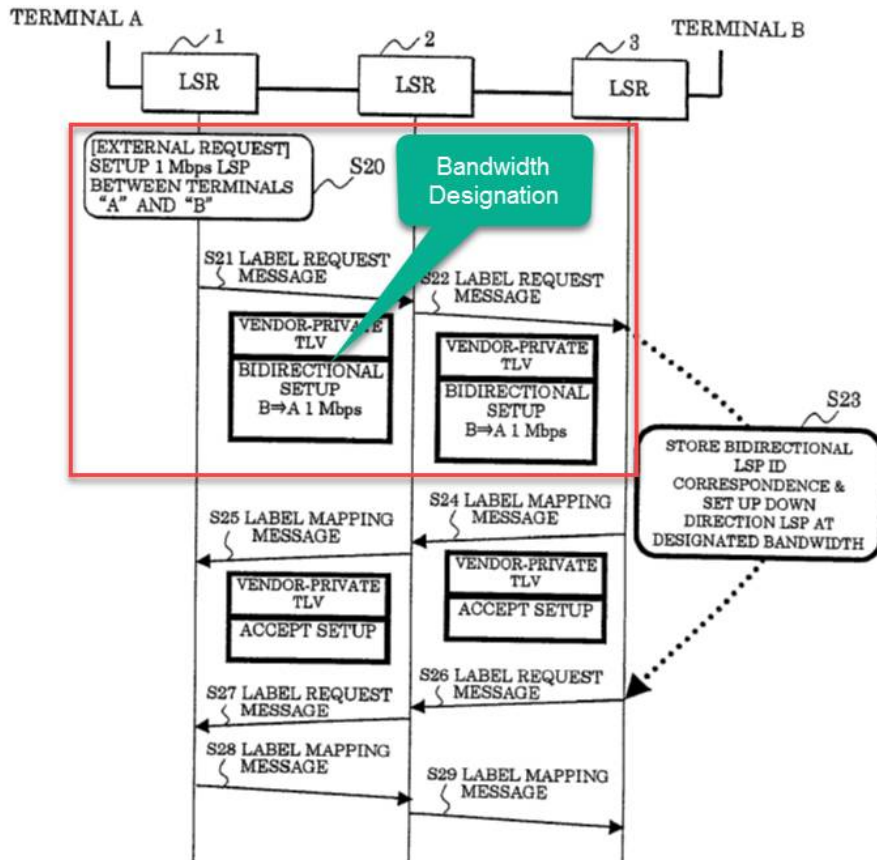 TERMINAL A
1
2
3
TERMINAL B
LSR
LSR
LSR
[EXTERNAL REQUEST]
SETUP 1 Mbps LSP
BETWEEN TERMINALS
“A” AND “B”
S20
Bandwidth
Designation
S21 LABEL REQUEST
MESSAGE
S22 LABEL REQUEST
MESSAGE
VENDOR-PRIVATE
TLV
BIDIRECTIONAL
SETUP
B⇒A 1 Mbps
VENDOR-PRIVATE
TLV
BIDIRECTIONAL
SETUP
B⇒A 1 Mbps
S23
STORE BIDIRECTIONAL
LSP ID
CORRESPONDENCE &
SET UP DOWN
DIRECTION LSP AT
DESIGNATED BANDWIDTH
S24 LABEL MAPPING
MESSAGE
S25 LABEL MAPPING
MESSAGE
VENDOR-PRIVATE
TLV
ACCEPT SETUP
VENDOR-PRIVATE
TLV
ACCEPT SETUP
S26 LABEL REQUEST
MESSAGE
S27 LABEL REQUEST
MESSAGE
S28 LABEL MAPPING
MESSAGE
S29 LABEL MAPPING
MESSAGE